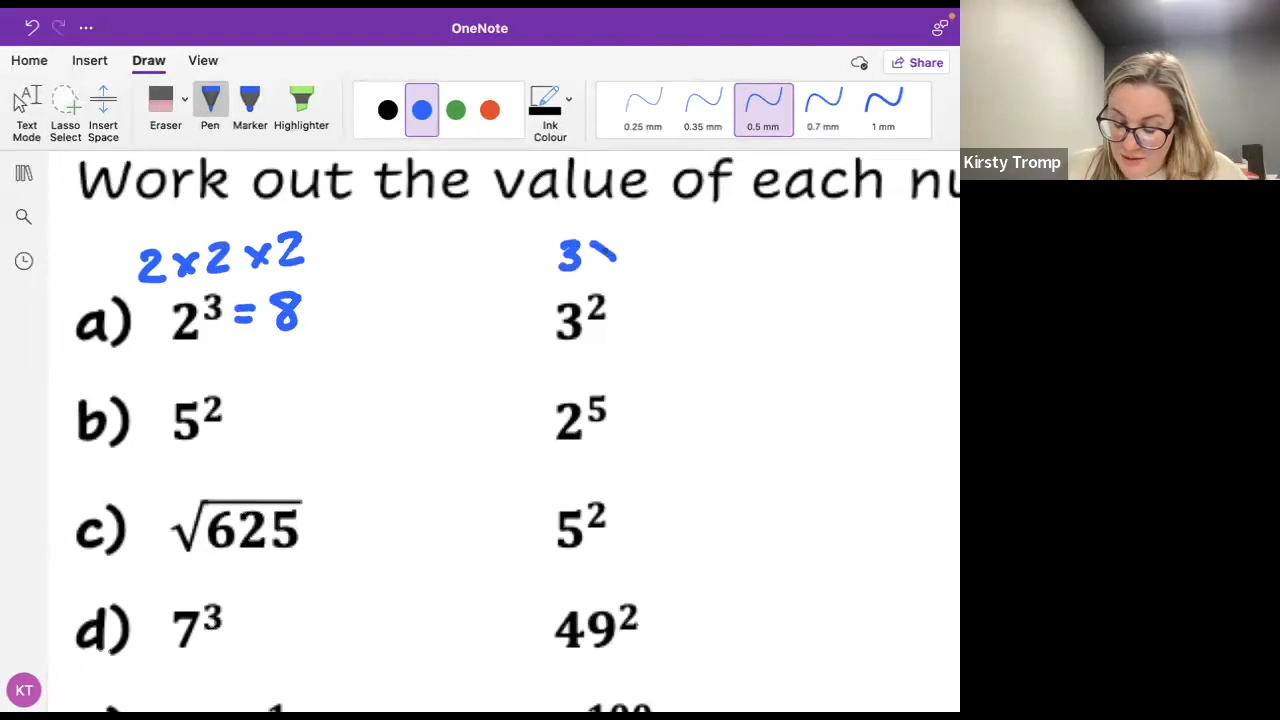 OneNote
Home Insert Draw View
Share
Text Mode
Lasso Select
Insert Space
Eraser
Pen
Marker
Highlighter
Ink Colour
0.25 mm
0.35 mm
0.5 mm
0.7 mm
1 mm
Kirsty Tromp
Work out the value of each
2 × 2 × 2
3
a) 2³ = 8
3²
b) 5²
2⁵
c) √625
5²
d) 7³
49²
KT